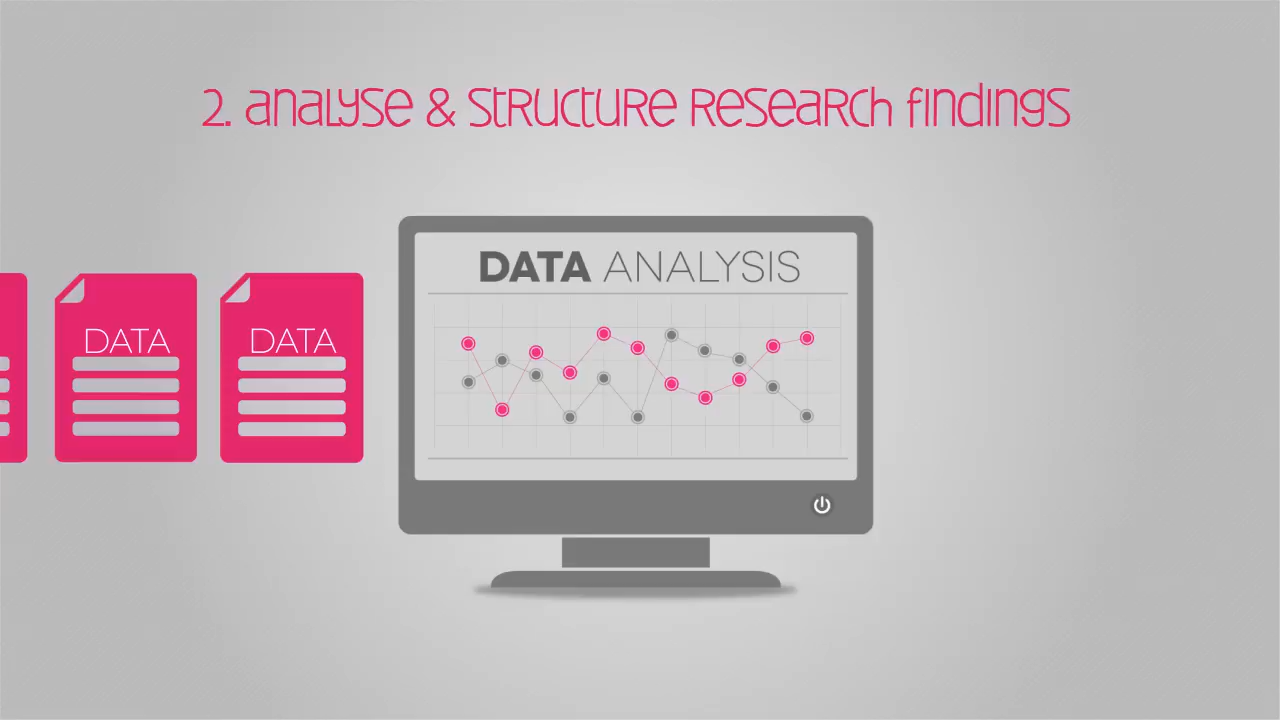 2. analyse & structure research findings
DATA ANALYSIS
DATA
DATA